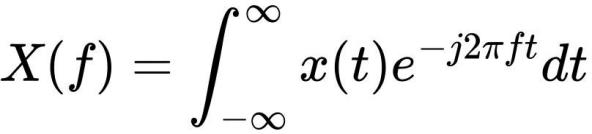 X(f) = ∫_{-∞}^{∞} x(t)e^{-j2πft}dt